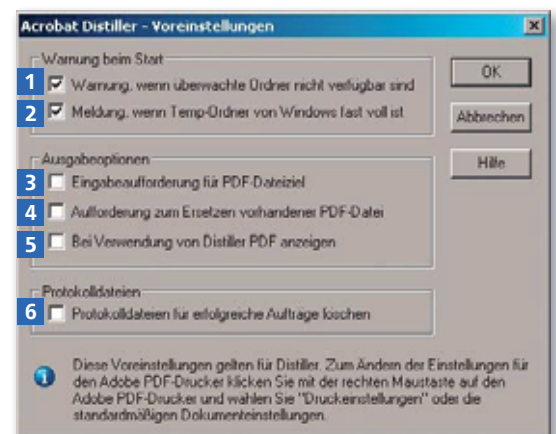 Acrobat Distiller - Voreinstellungen
Warnung beim Start
1 Warnung, wenn überwachte Ordner nicht verfügbar sind
2 Meldung, wenn Temp-Ordner von Windows fast voll ist
OK
Abbrechen
Hilfe
Ausgabeoptionen
3 Eingabeaufforderung für PDF-Dateiziel
4 Aufforderung zum Ersetzen vorhandener PDF-Datei
5 Bei Verwendung von Distiller PDF anzeigen
Protokolldateien
6 Protokolldateien für erfolgreiche Aufträge löschen
Diese Voreinstellungen gelten für Distiller. Zum Ändern der Einstellungen für
den Adobe PDF-Drucker klicken Sie mit der rechten Maustaste auf den
Adobe PDF-Drucker und wählen Sie "Druckeinstellungen" oder die
standardmäßigen Dokumenteinstellungen.